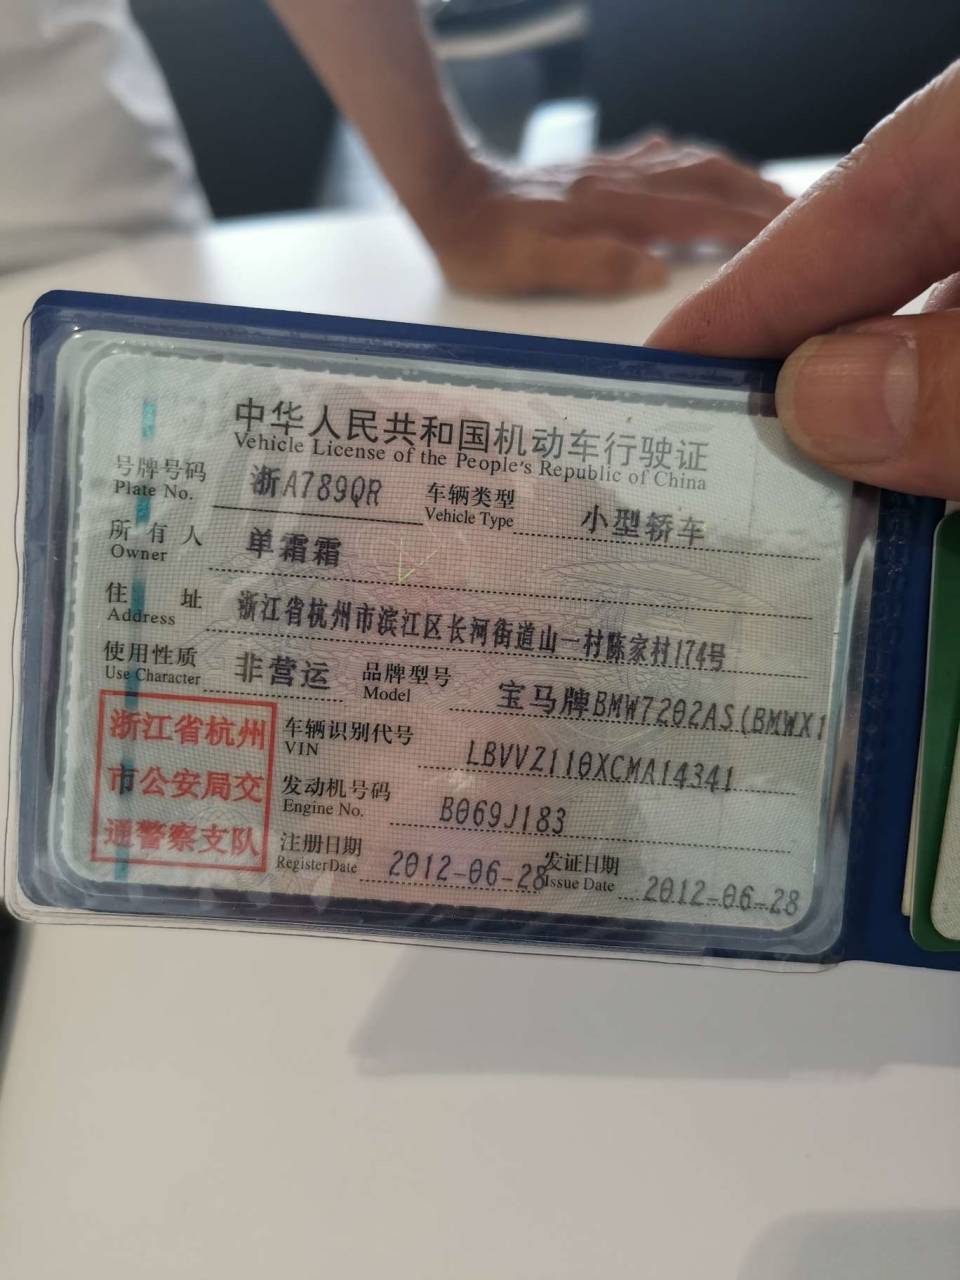 中华人民共和国机动车行驶证
Vehicle License of the People's Republic of China
号牌号码 浙A789QR 车辆类型 小型轿车
Plate No. Vehicle Type
所有人 单霜霜
Owner
住址 浙江省杭州市滨江区长河街道山一村陈家村174号
Address
使用性质 非营运 品牌型号 宝马牌BMW7202AS(BMWX1
Use Character Model
浙江省杭州
市公安局交
通警察支队
车辆识别代号 LBVVZ110XCMA14341
VIN
发动机号码 B069J183
Engine No.
注册日期 2012-06-28 发证日期 2012-06-28
Register Date Issue Date